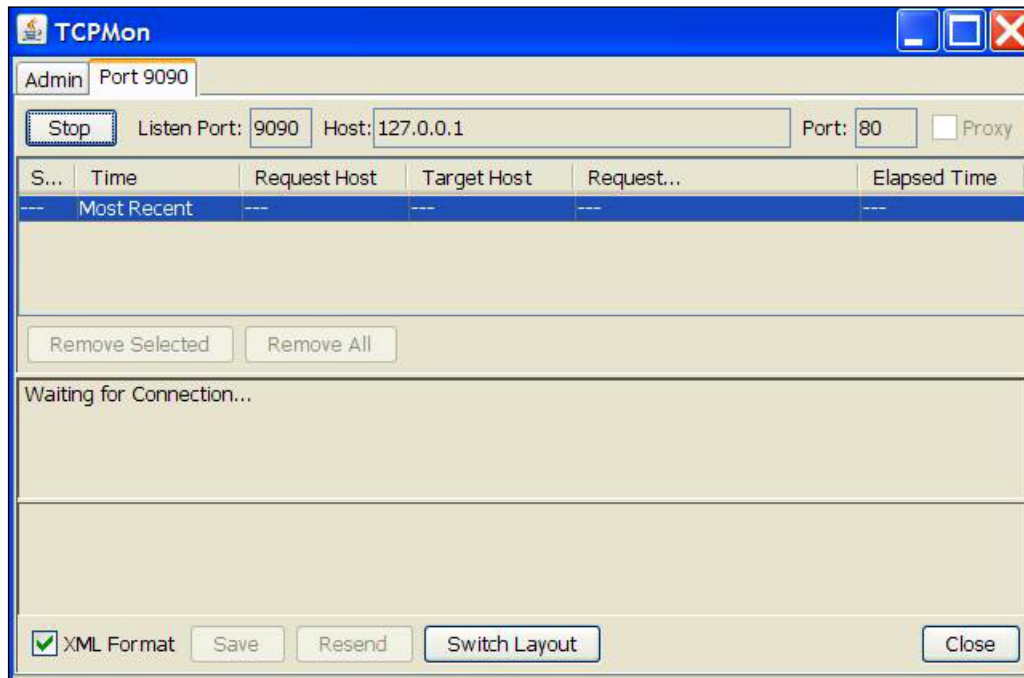 TCPMon
Admin Port 9090
Stop Listen Port: 9090 Host: 127.0.0.1 Port: 80 Proxy
S... Time Request Host Target Host Request... Elapsed Time
--- Most Recent --- --- --- ---
Remove Selected Remove All
Waiting for Connection...
XML Format Save Resend Switch Layout Close